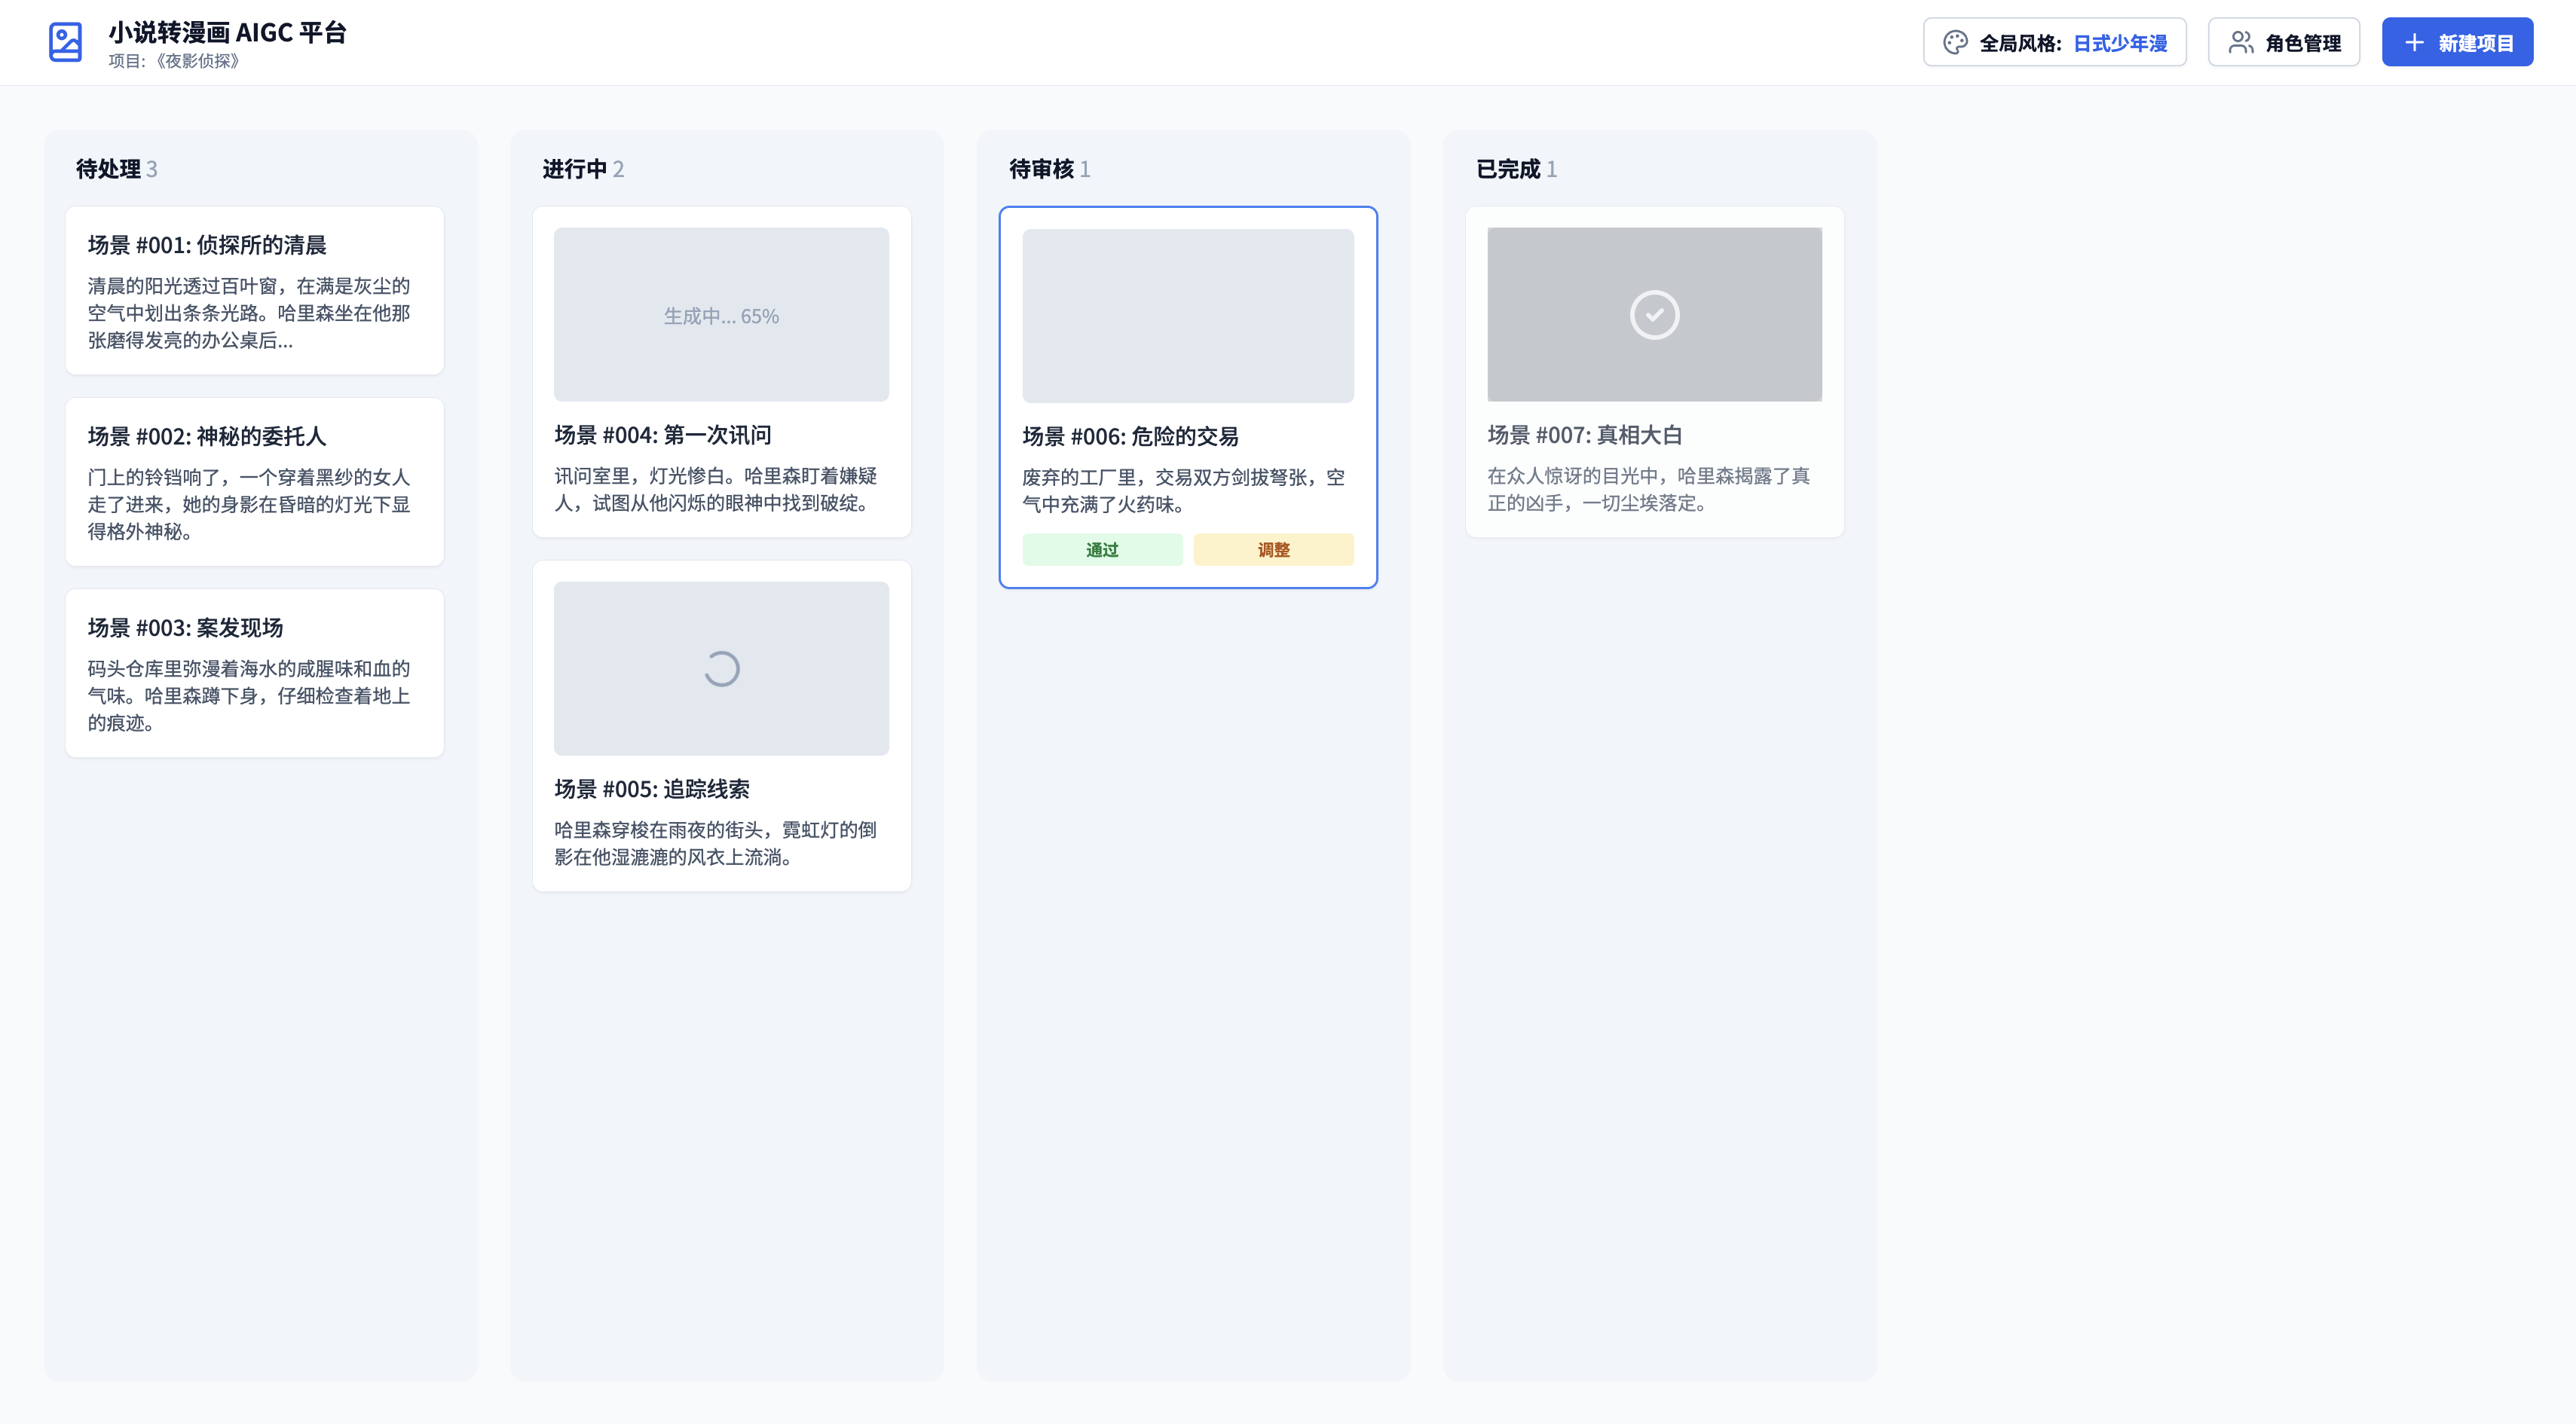 小说转漫画 AIGC 平台
项目: 《夜影侦探》
全局风格: 日式少年漫
角色管理
新建项目
待处理 3
场景 #001: 侦探所的清晨
清晨的阳光透过百叶窗，在满是灰尘的
空气中划出条条光路。哈里森坐在他那
张磨得发亮的办公桌后...
场景 #002: 神秘的委托人
门上的铃铛响了，一个穿着黑纱的女人
走了进来，她的身影在昏暗的灯光下显
得格外神秘。
场景 #003: 案发现场
码头仓库里弥漫着海水的咸腥味和血的
气味。哈里森蹲下身，仔细检查着地上
的痕迹。
进行中 2
生成中... 65%
场景 #004: 第一次讯问
讯问室里，灯光惨白。哈里森盯着嫌疑
人，试图从他闪烁的眼神中找到破绽。
场景 #005: 追踪线索
哈里森穿梭在雨夜的街头，霓虹灯的倒
影在他湿漉漉的风衣上流淌。
待审核 1
场景 #006: 危险的交易
废弃的工厂里，交易双方剑拔弩张，空
气中充满了火药味。
通过
调整
已完成 1
场景 #007: 真相大白
在众人惊讶的目光中，哈里森揭露了真
正的凶手，一切尘埃落定。